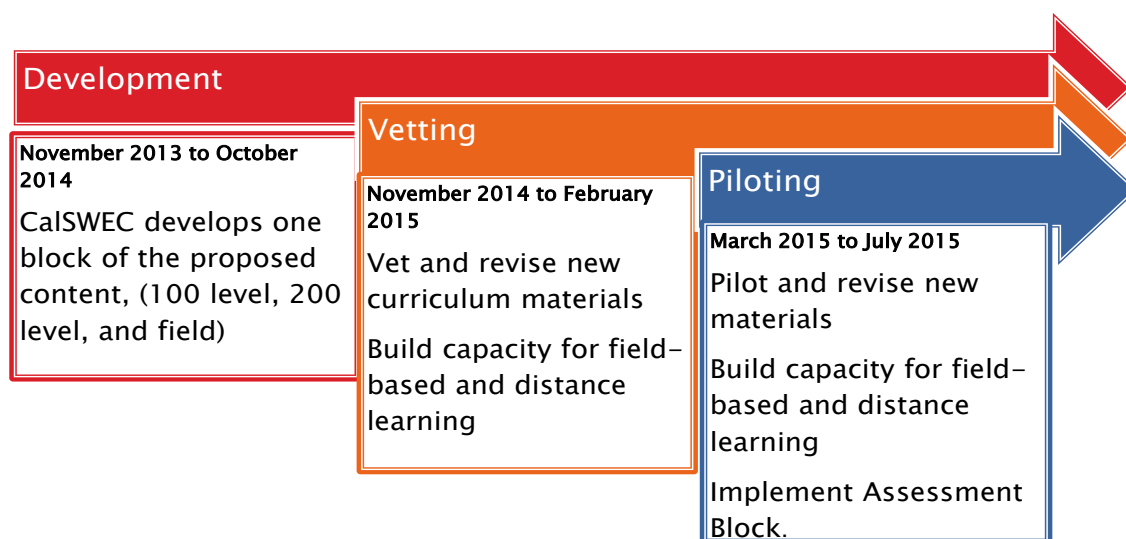 Development
November 2013 to October
2014
CalSWEC develops one
block of the proposed
content, (100 level, 200
level, and field)
Vetting
November 2014 to February
2015
Vet and revise new
curriculum materials
Build capacity for field-
based and distance
learning
Piloting
March 2015 to July 2015
Pilot and revise new
materials
Build capacity for field-
based and distance
learning
Implement Assessment
Block.